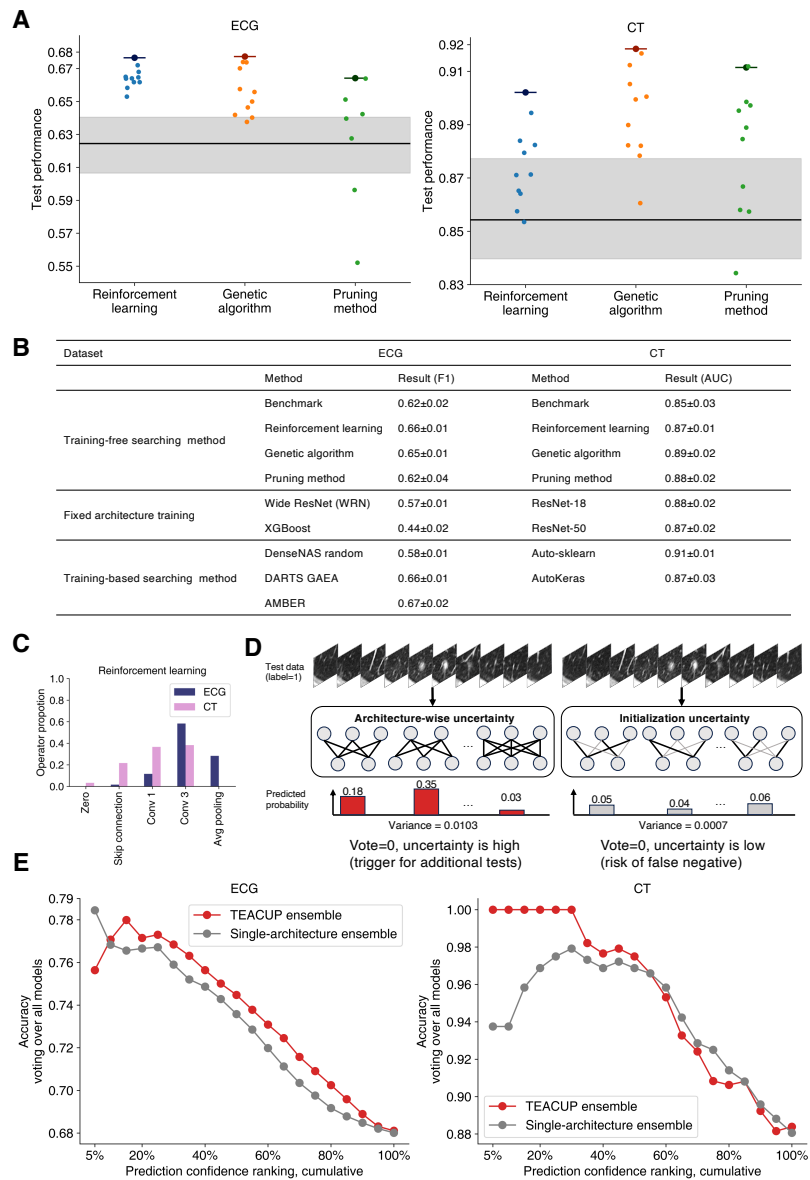 A
ECG
Test performance
0.68
0.67
0.65
0.63
0.61
0.59
0.57
0.55
Reinforcement
learning
Genetic
algorithm
Pruning
method
CT
Test performance
0.92
0.91
0.89
0.87
0.85
0.83
Reinforcement
learning
Genetic
algorithm
Pruning
method
B
Dataset ECG CT
Method Result (F1) Method Result (AUC)
Training-free searching method
Benchmark 0.62±0.02 Benchmark 0.85±0.03
Reinforcement learning 0.66±0.01 Reinforcement learning 0.87±0.01
Genetic algorithm 0.65±0.01 Genetic algorithm 0.89±0.02
Pruning method 0.62±0.04 Pruning method 0.88±0.02
Fixed architecture training
Wide ResNet (WRN) 0.57±0.01 ResNet-18 0.88±0.02
XGBoost 0.44±0.02 ResNet-50 0.87±0.02
Training-based searching method
DenseNAS random 0.58±0.01 Auto-sklearn 0.91±0.01
DARTS GAEA 0.66±0.01 AutoKeras 0.87±0.03
AMBER 0.67±0.02
C
Reinforcement learning
Operator propotion
1.0
0.8
0.6
0.4
0.2
0.0
ECG
CT
Zero
Skip connection
Conv 1
Conv 3
Avg pooling
D
Test data
(label=1)
Architecture-wise uncertainty
...
Predicted
probability
0.18
0.35
...
0.03
Variance = 0.0103
Vote=0, uncertainty is high
(trigger for additional tests)
Initialization uncertainty
...
0.05
0.04
...
0.06
Variance = 0.0007
Vote=0, uncertainty is low
(risk of false negative)
E
ECG
Accuracy
voting over all models
0.79
0.78
0.76
0.74
0.72
0.70
0.68
TEACUP ensemble
Single-architecture ensemble
5% 20% 40% 60% 80% 100%
Prediction confidence ranking, cumulative
CT
Accuracy
voting over all models
1.00
0.98
0.96
0.94
0.92
0.90
0.88
TEACUP ensemble
Single-architecture ensemble
5% 20% 40% 60% 80% 100%
Prediction confidence ranking, cumulative